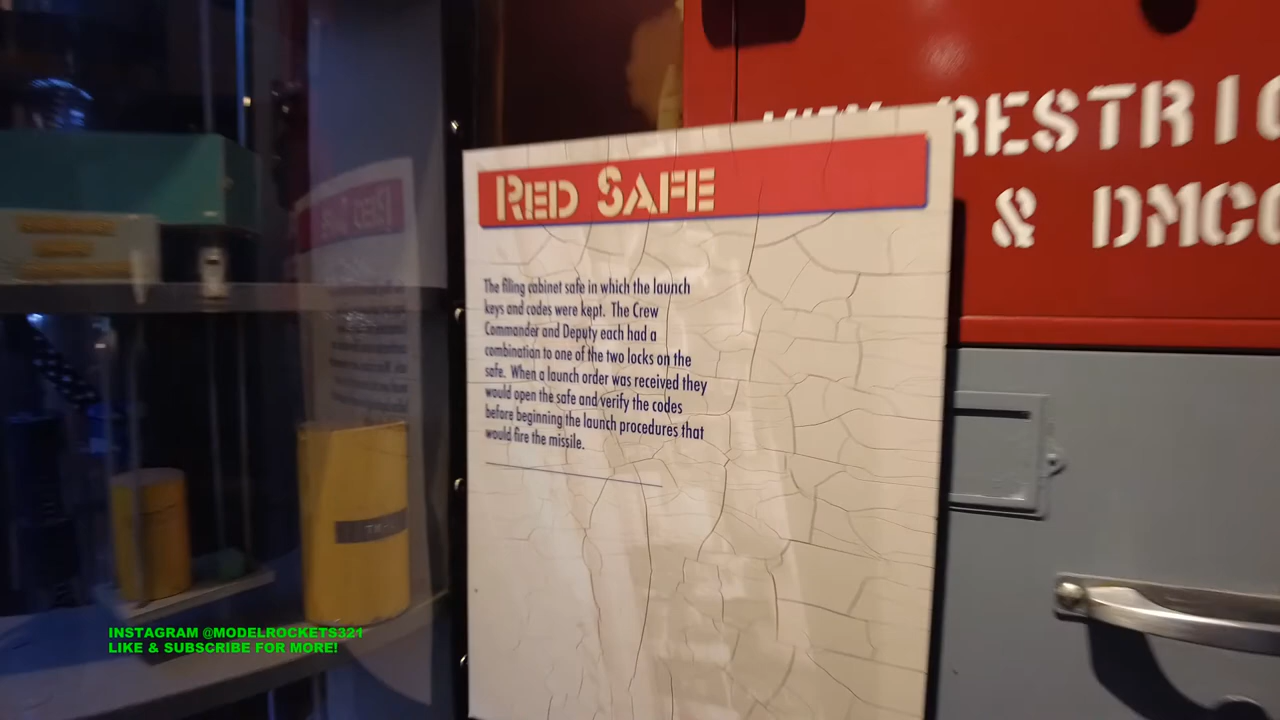 RED SAFE
The filing cabinet safe in which the launch
keys and codes were kept. The Crew
Commander and Deputy each had a
combination to one of the two locks on the
safe. When a launch order was received they
would open the safe and verify the codes
before beginning the launch procedures that
would fire the missile.
& DMCC
INSTAGRAM @MODELROCKETS321
LIKE & SUBSCRIBE FOR MORE!